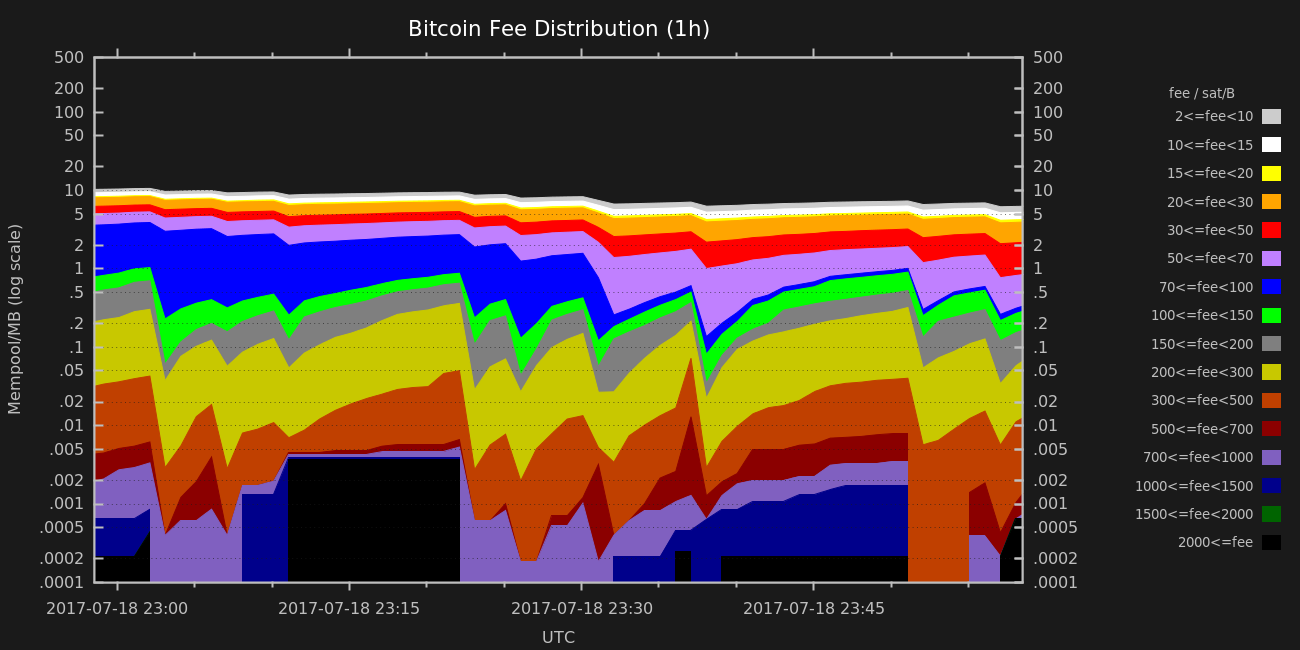 Bitcoin Fee Distribution (1h)
Mempool/MB (log scale)
500
200
100
50
20
10
5
2
1
.5
.2
.1
.05
.02
.01
.005
.002
.001
.0005
.0002
.0001
500
200
100
50
20
10
5
2
1
.5
.2
.1
.05
.02
.01
.005
.002
.001
.0005
.0002
.0001
2017-07-18 23:00
2017-07-18 23:15
2017-07-18 23:30
2017-07-18 23:45
UTC
fee / sat/B
2<=fee<10
10<=fee<15
15<=fee<20
20<=fee<30
30<=fee<50
50<=fee<70
70<=fee<100
100<=fee<150
150<=fee<200
200<=fee<300
300<=fee<500
500<=fee<700
700<=fee<1000
1000<=fee<1500
1500<=fee<2000
2000<=fee